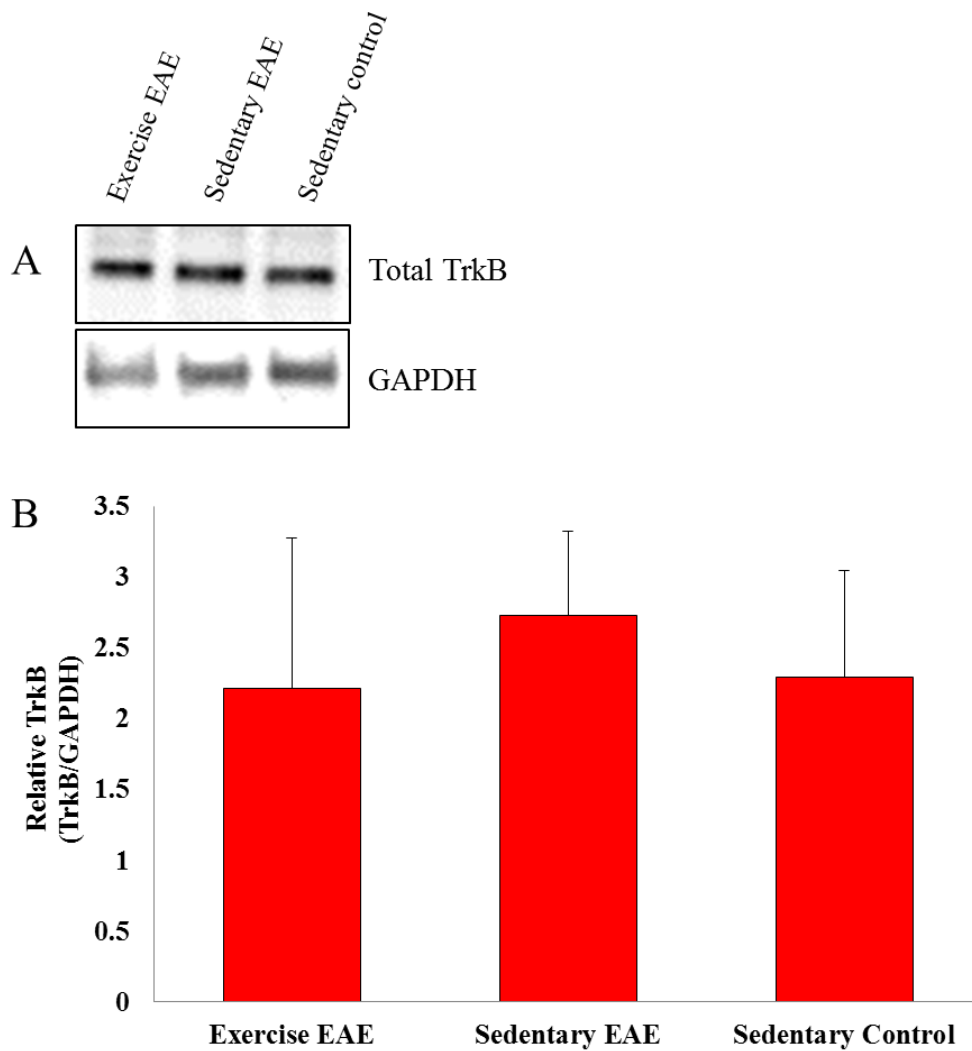 Exercise EAE
Sedentary EAE
Sedentary control
A
Total TrkB
GAPDH
B
Relative TrkB
(TrkB/GAPDH)
3.5
3
2.5
2
1.5
1
0.5
0
Exercise EAE
Sedentary EAE
Sedentary Control